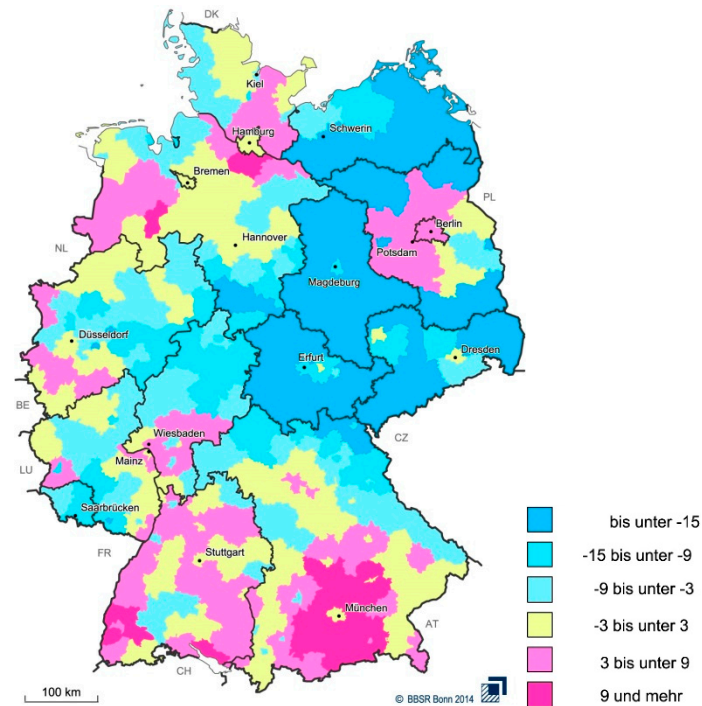 DK
Kiel
Hamburg
Schwerin
Bremen
PL
Berlin
NL
Hannover
Potsdam
Magdeburg
Düsseldorf
Erfurt
Dresden
BE
CZ
Wiesbaden
LU
Mainz
Saarbrücken
FR
Stuttgart
München
AT
CH
bis unter -15
-15 bis unter -9
-9 bis unter -3
-3 bis unter 3
3 bis unter 9
9 und mehr
100 km
© BBSR Bonn 2014